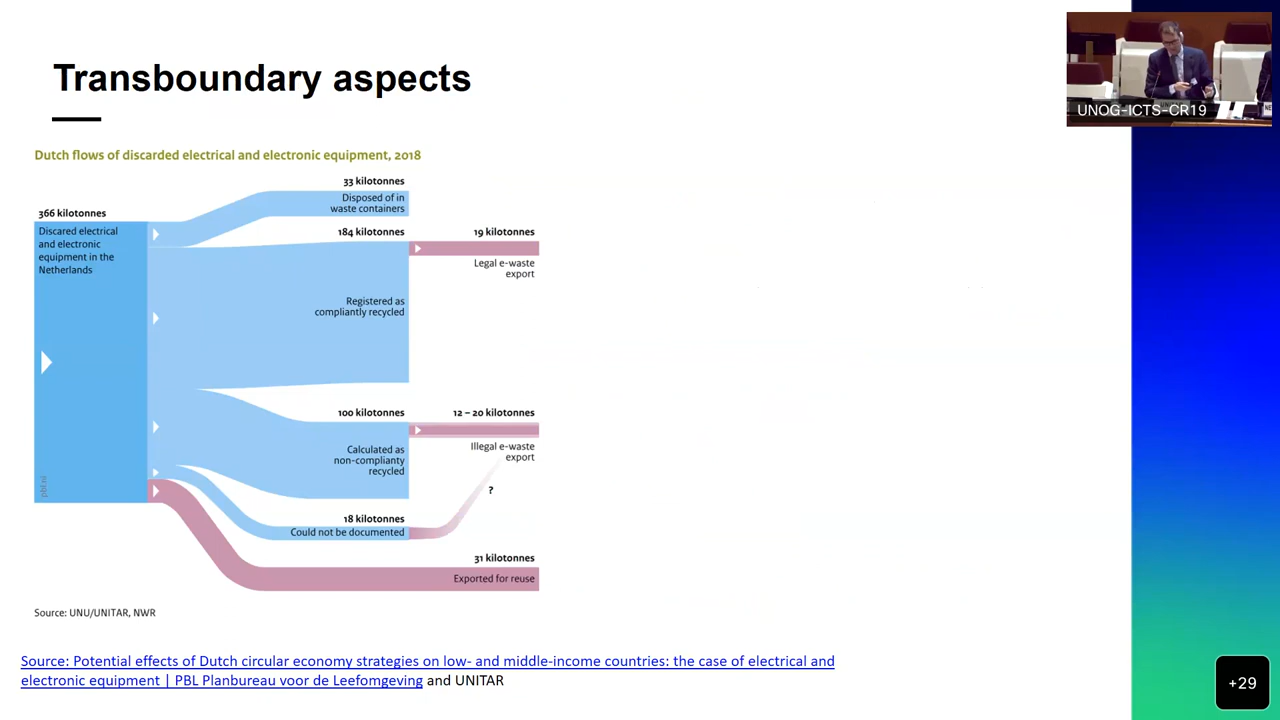 Transboundary aspects
UNOG-ICTS-CR19
Dutch flows of discarded electrical and electronic equipment, 2018
366 kilotonnes
Discared electrical
and electronic
equipment in the
Netherlands
33 kilotonnes
Disposed of in
waste containers
184 kilotonnes
Registered as
compliantly recycled
19 kilotonnes
Legal e-waste
export
100 kilotonnes
Calculated as
non-complianty
recycled
12 – 20 kilotonnes
Illegal e-waste
export
?
18 kilotonnes
Could not be documented
31 kilotonnes
Exported for reuse
pbl.nl
Source: UNU/UNITAR, NWR
Source: Potential effects of Dutch circular economy strategies on low- and middle-income countries: the case of electrical and
electronic equipment | PBL Planbureau voor de Leefomgeving and UNITAR
+29